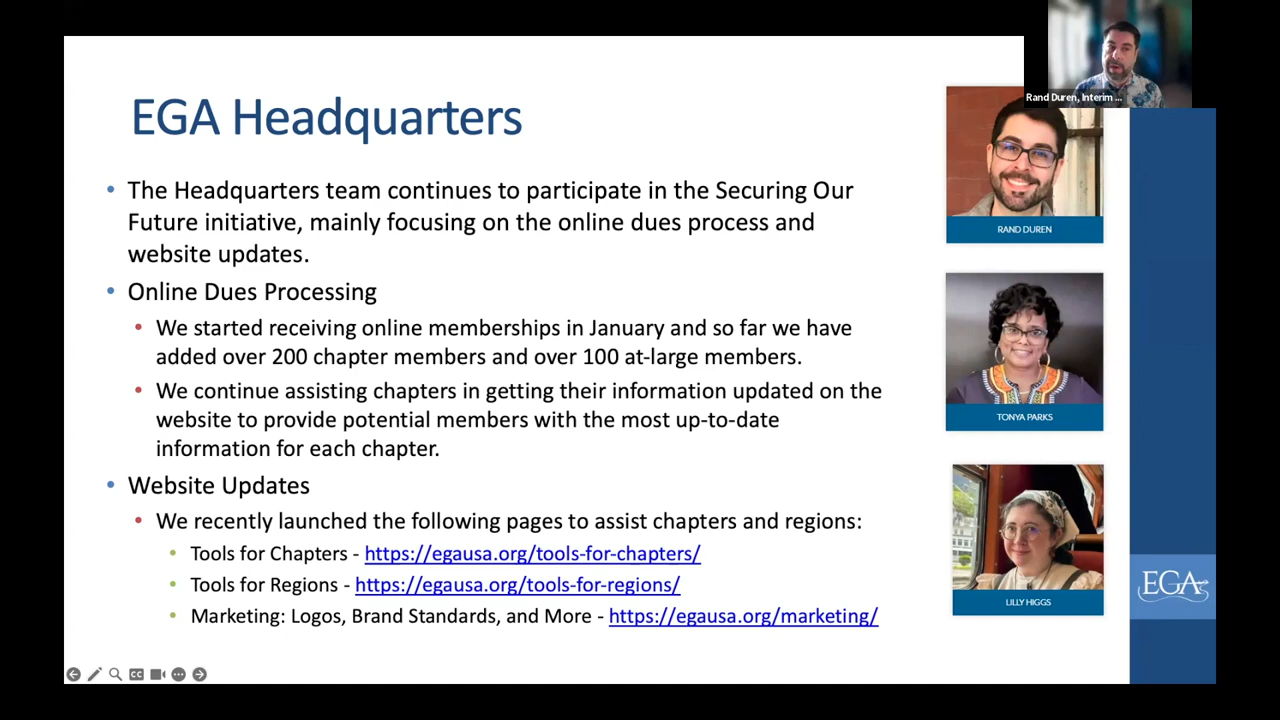 Rand Duren, Interim ...
EGA Headquarters
• The Headquarters team continues to participate in the Securing Our
Future initiative, mainly focusing on the online dues process and
website updates.
• Online Dues Processing
• We started receiving online memberships in January and so far we have
added over 200 chapter members and over 100 at-large members.
• We continue assisting chapters in getting their information updated on the
website to provide potential members with the most up-to-date
information for each chapter.
• Website Updates
• We recently launched the following pages to assist chapters and regions:
• Tools for Chapters - https://egausa.org/tools-for-chapters/
• Tools for Regions - https://egausa.org/tools-for-regions/
• Marketing: Logos, Brand Standards, and More - https://egausa.org/marketing/
RAND DUREN
TONYA PARKS
LILLY HIGGS
EGA
CC